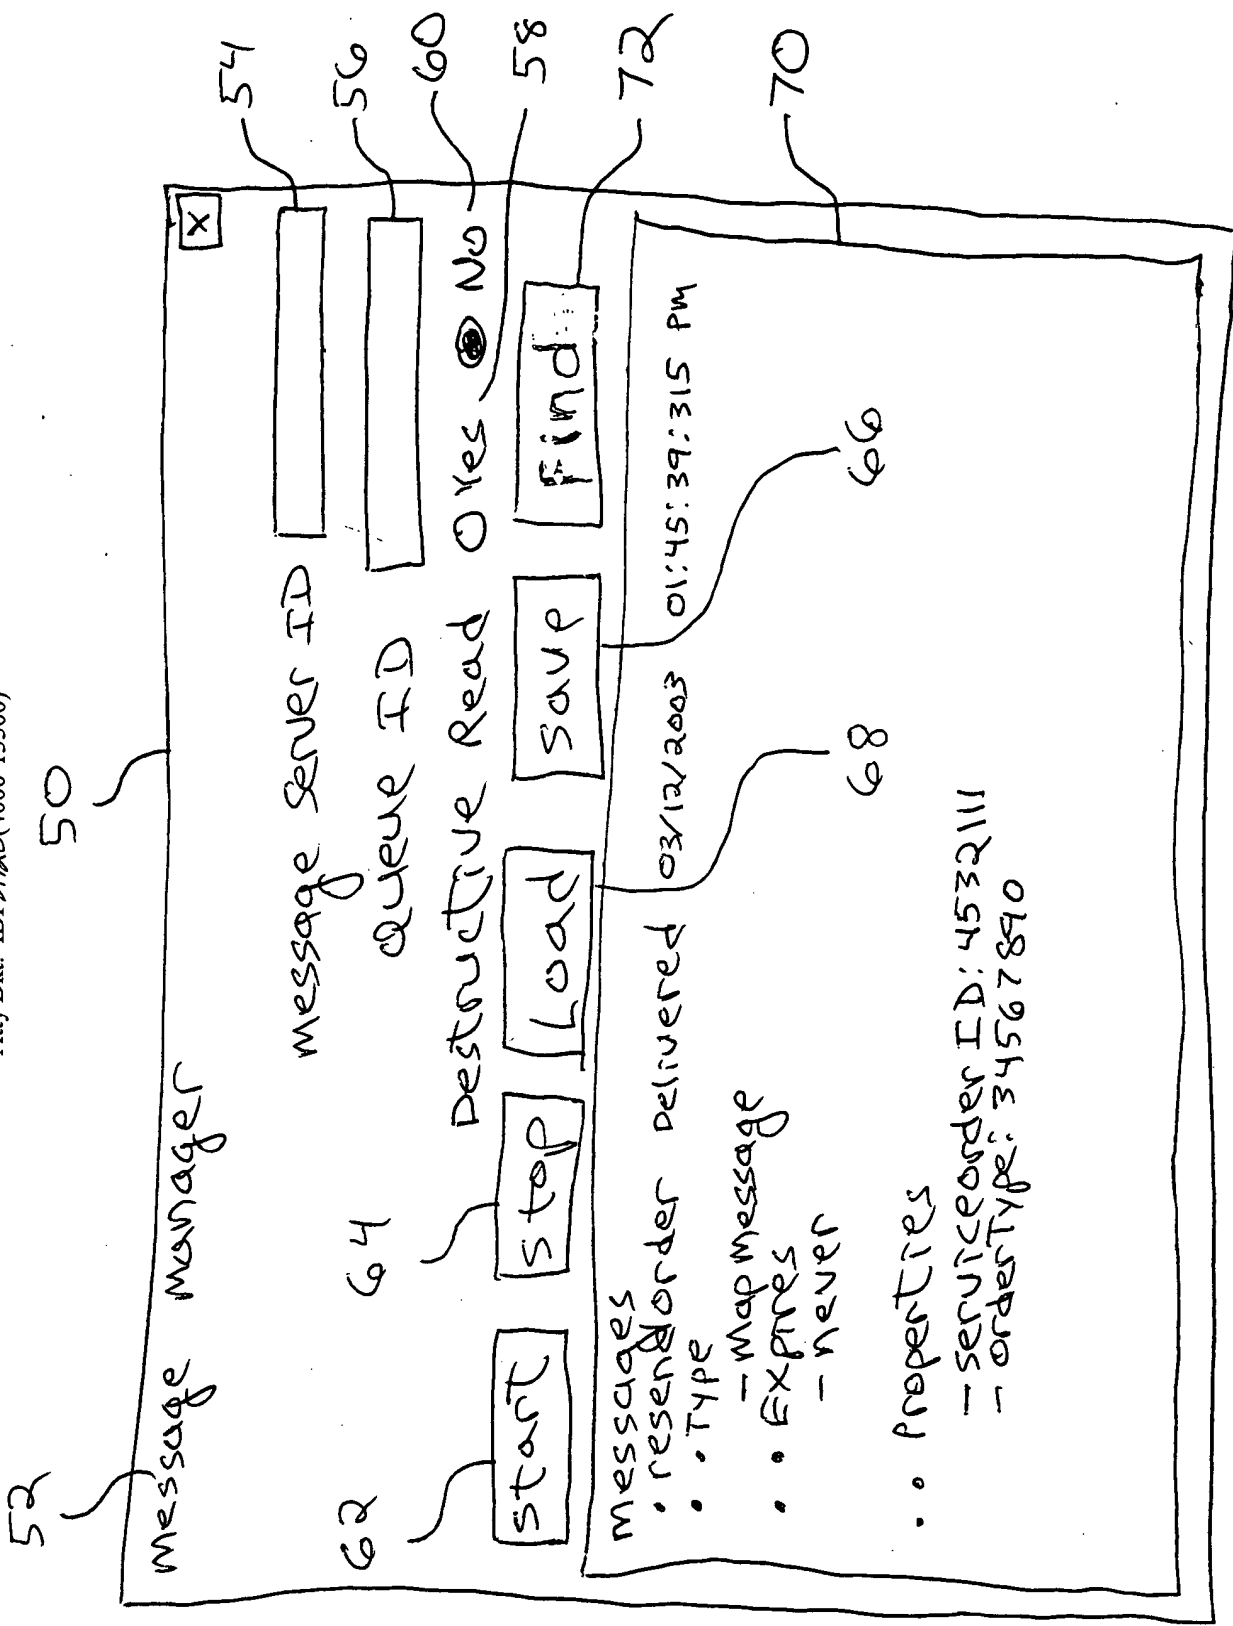 50
52
message manager
X
message server ID
54
Queue ID
56
Destructive Read O Yes No
60
58
62
64
start
stop
Load
Save
Find
72
messages
• resendorder Delivered 03/12/2003 01:45:39:315 PM
• • TYPE
- mapmessage
• • Expires
- never
• • Properties
- serviceorderID: 4532111
- orderType: 34567890
66
68
70